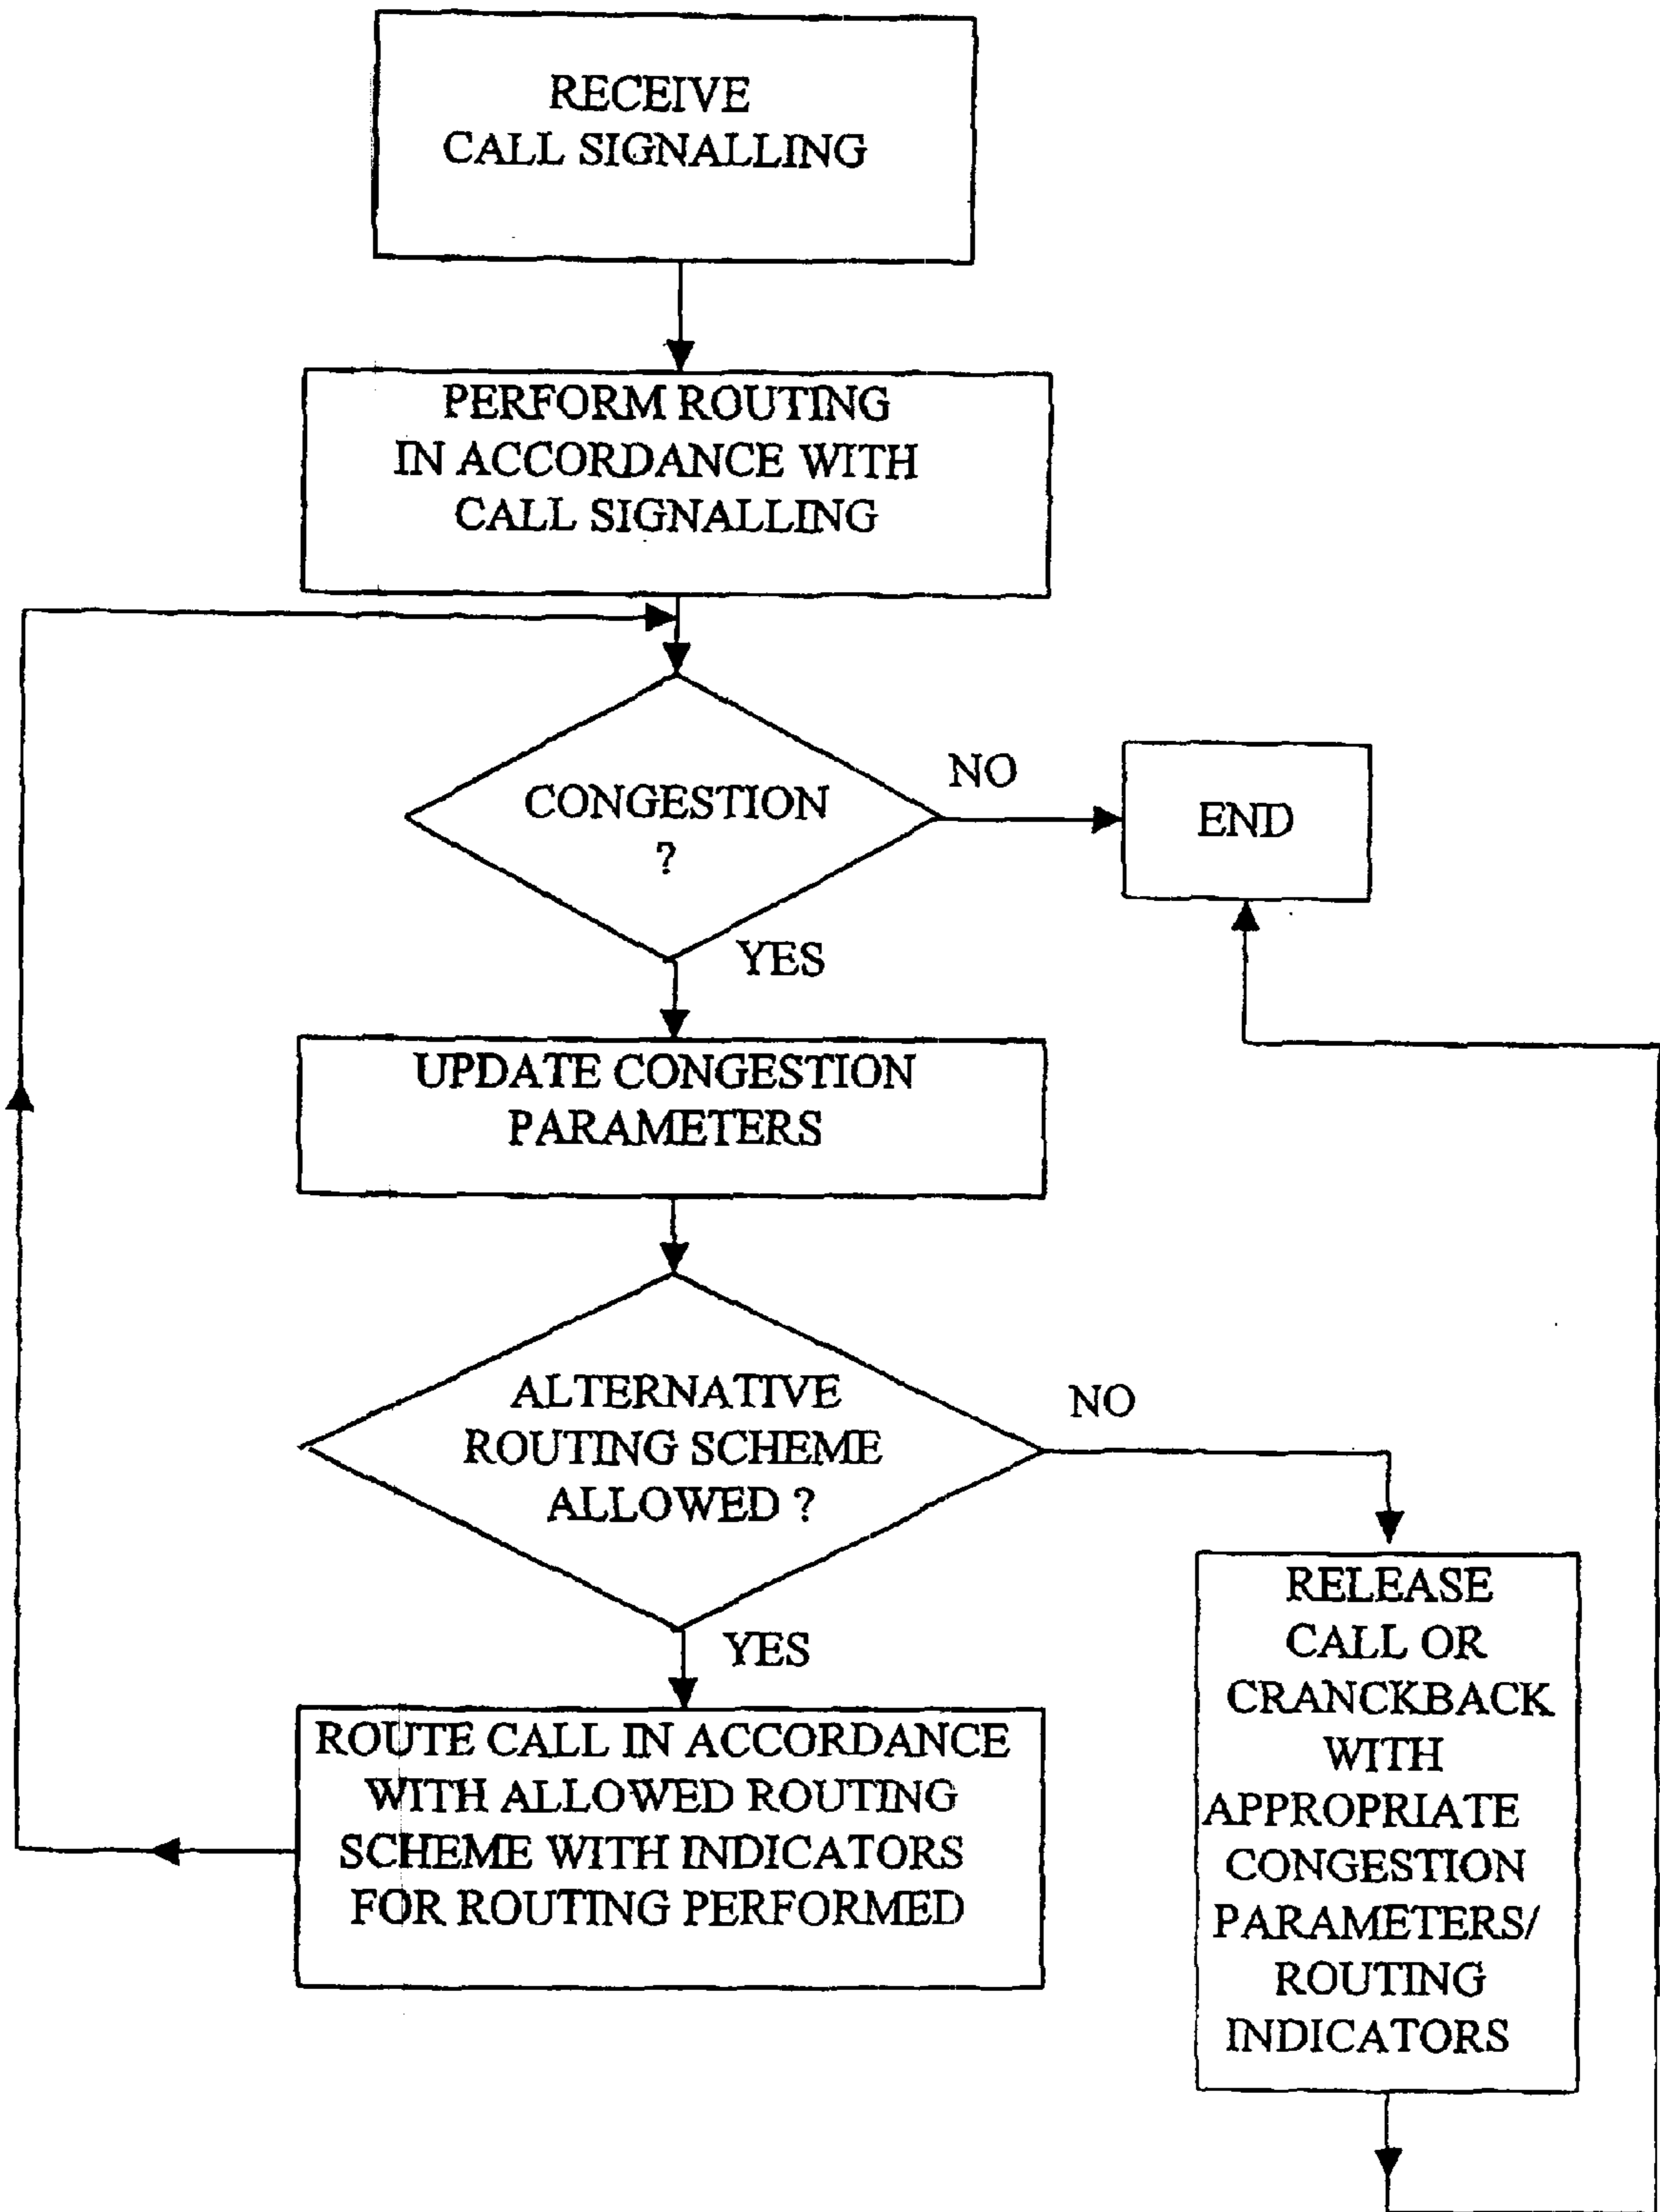 RECEIVE
CALL SIGNALLING
PERFORM ROUTING
IN ACCORDANCE WITH
CALL SIGNALLING
CONGESTION
?
NO
END
YES
UPDATE CONGESTION
PARAMETERS
ALTERNATIVE
ROUTING SCHEME
ALLOWED ?
NO
YES
ROUTE CALL IN ACCORDANCE
WITH ALLOWED ROUTING
SCHEME WITH INDICATORS
FOR ROUTING PERFORMED
RELEASE
CALL OR
CRANCKBACK
WITH
APPROPRIATE
CONGESTION
PARAMETERS/
ROUTING
INDICATORS